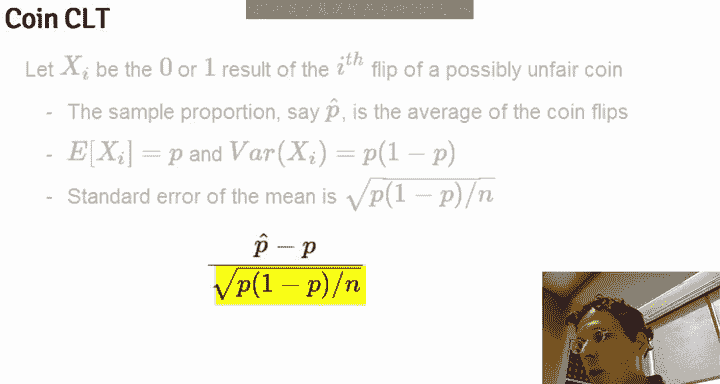 Coin CLT
Let X_i be the 0 or 1 result of the i^{th} flip of a possibly unfair coin
- The sample proportion, say p̂, is the average of the coin flips
- E[X_i] = p and Var(X_i) = p(1 − p)
- Standard error of the mean is √p(1 − p)/n
p̂ − p
√p(1 − p)/n